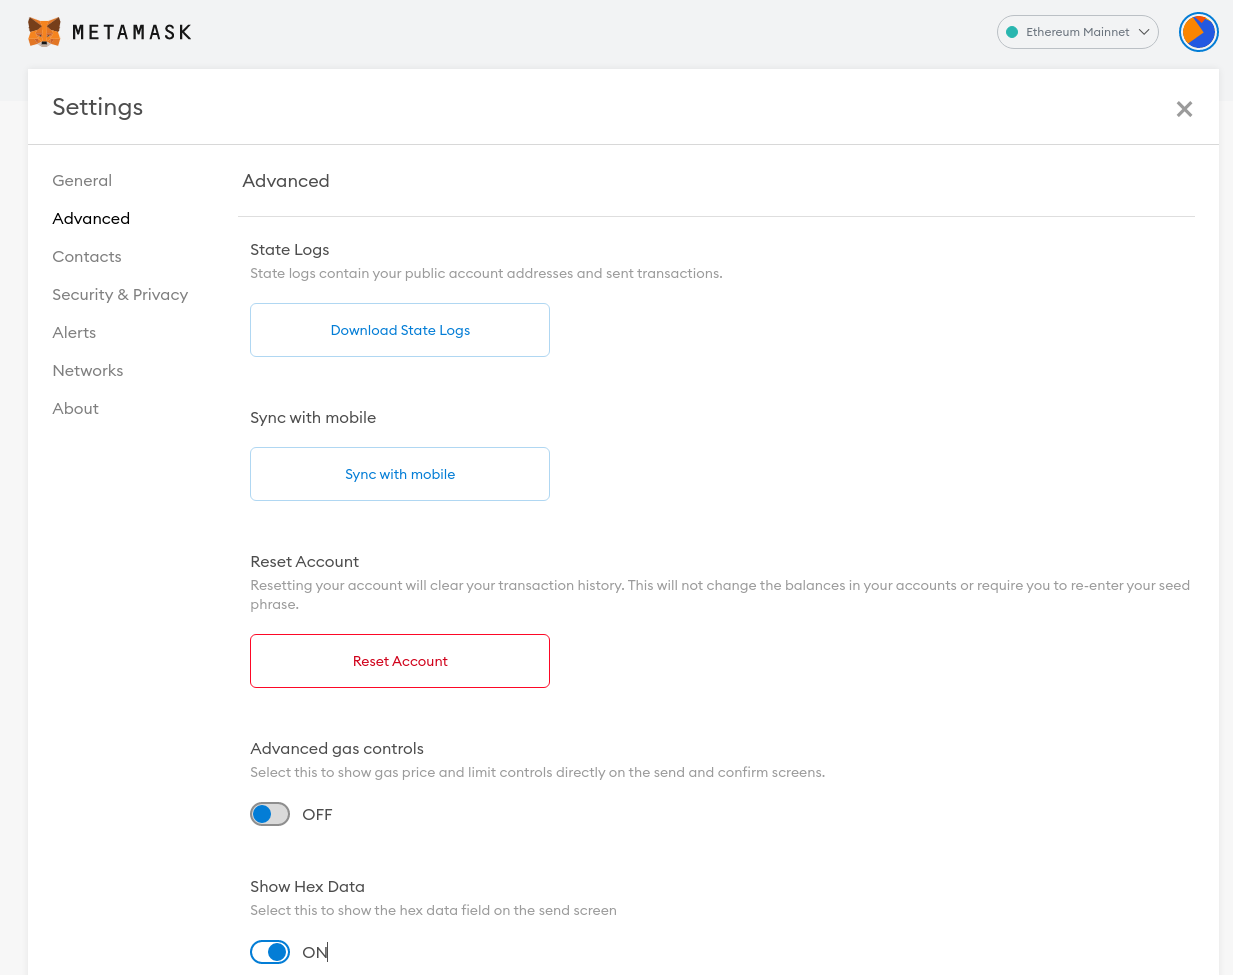 METAMASK
Ethereum Mainnet
Settings
General
Advanced
Contacts
Security & Privacy
Alerts
Networks
About
Advanced
State Logs
State logs contain your public account addresses and sent transactions.
Download State Logs
Sync with mobile
Sync with mobile
Reset Account
Resetting your account will clear your transaction history. This will not change the balances in your accounts or require you to re-enter your seed
phrase.
Reset Account
Advanced gas controls
Select this to show gas price and limit controls directly on the send and confirm screens.
OFF
Show Hex Data
Select this to show the hex data field on the send screen
ON